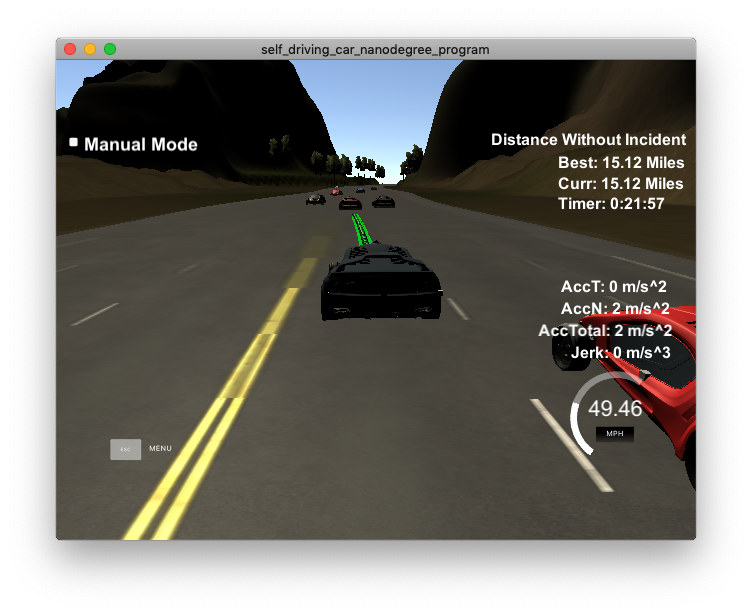 self_driving_car_nanodegree_program
Manual Mode
Distance Without Incident
Best: 15.12 Miles
Curr: 15.12 Miles
Timer: 0:21:57
AccT: 0 m/s^2
AccN: 2 m/s^2
AccTotal: 2 m/s^2
Jerk: 0 m/s^3
49.46
MPH
ESC MENU